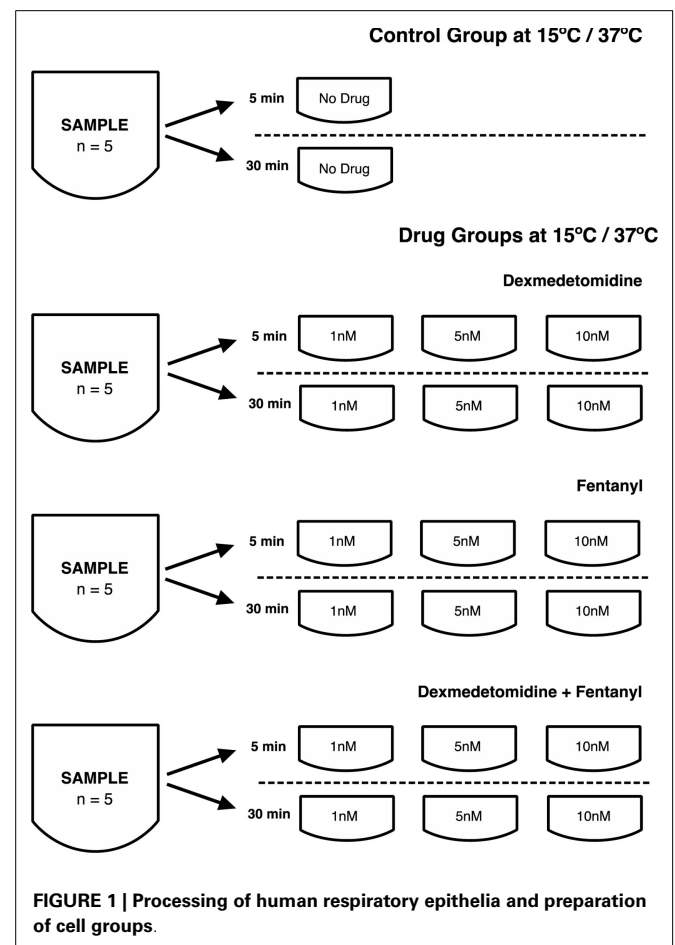 Control Group at 15ºC / 37ºC
5 min No Drug
SAMPLE
n = 5
30 min No Drug
Drug Groups at 15ºC / 37ºC
Dexmedetomidine
5 min 1nM 5nM 10nM
SAMPLE
n = 5
30 min 1nM 5nM 10nM
Fentanyl
5 min 1nM 5nM 10nM
SAMPLE
n = 5
30 min 1nM 5nM 10nM
Dexmedetomidine + Fentanyl
5 min 1nM 5nM 10nM
SAMPLE
n = 5
30 min 1nM 5nM 10nM
FIGURE 1 | Processing of human respiratory epithelia and preparation
of cell groups.